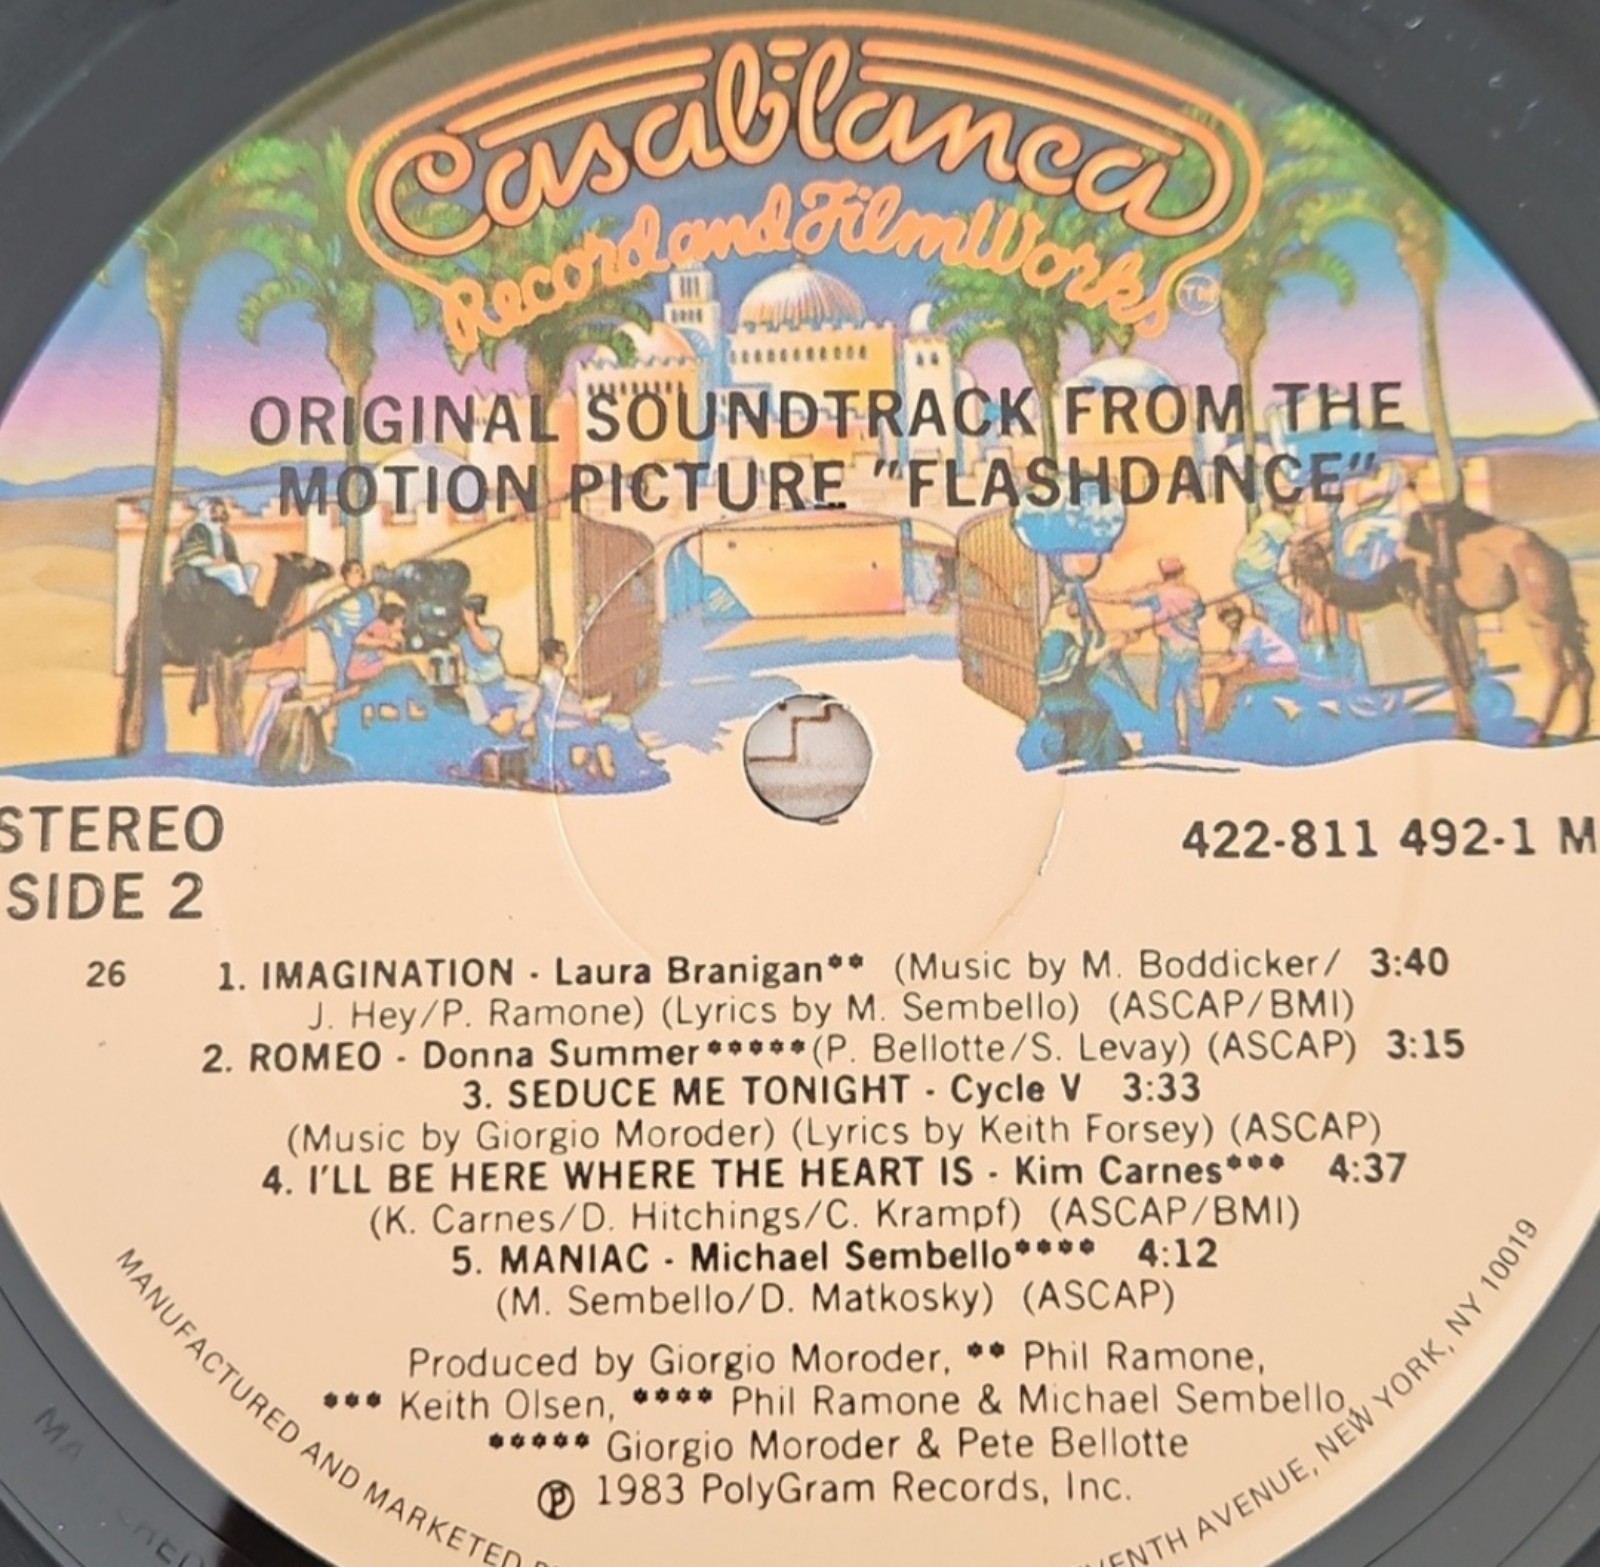 Casablanca
Record and FilmWorks TM
ORIGINAL SOUNDTRACK FROM THE
MOTION PICTURE "FLASHDANCE"
STEREO
SIDE 2
422-811 492-1 M
26
1. IMAGINATION - Laura Branigan** (Music by M. Boddicker/ 3:40
J. Hey/P. Ramone) (Lyrics by M. Sembello) (ASCAP/BMI)
2. ROMEO - Donna Summer*****(P. Bellotte/S. Levay) (ASCAP) 3:15
3. SEDUCE ME TONIGHT - Cycle V 3:33
(Music by Giorgio Moroder) (Lyrics by Keith Forsey) (ASCAP)
4. I'LL BE HERE WHERE THE HEART IS - Kim Carnes*** 4:37
(K. Carnes/D. Hitchings/C. Krampf) (ASCAP/BMI)
5. MANIAC - Michael Sembello**** 4:12
(M. Sembello/D. Matkosky) (ASCAP)
Produced by Giorgio Moroder, ** Phil Ramone,
*** Keith Olsen, **** Phil Ramone & Michael Sembello,
***** Giorgio Moroder & Pete Bellotte
Ⓟ 1983 PolyGram Records, Inc.
MANUFACTURED AND MARKETED
AVENUE, NEW YORK, NY 10019